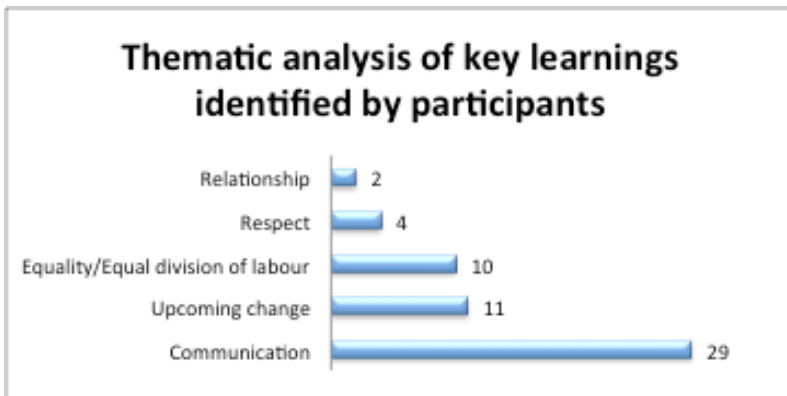 Thematic analysis of key learnings
identified by participants
Relationship 2
Respect 4
Equality/Equal division of labour 10
Upcoming change 11
Communication 29